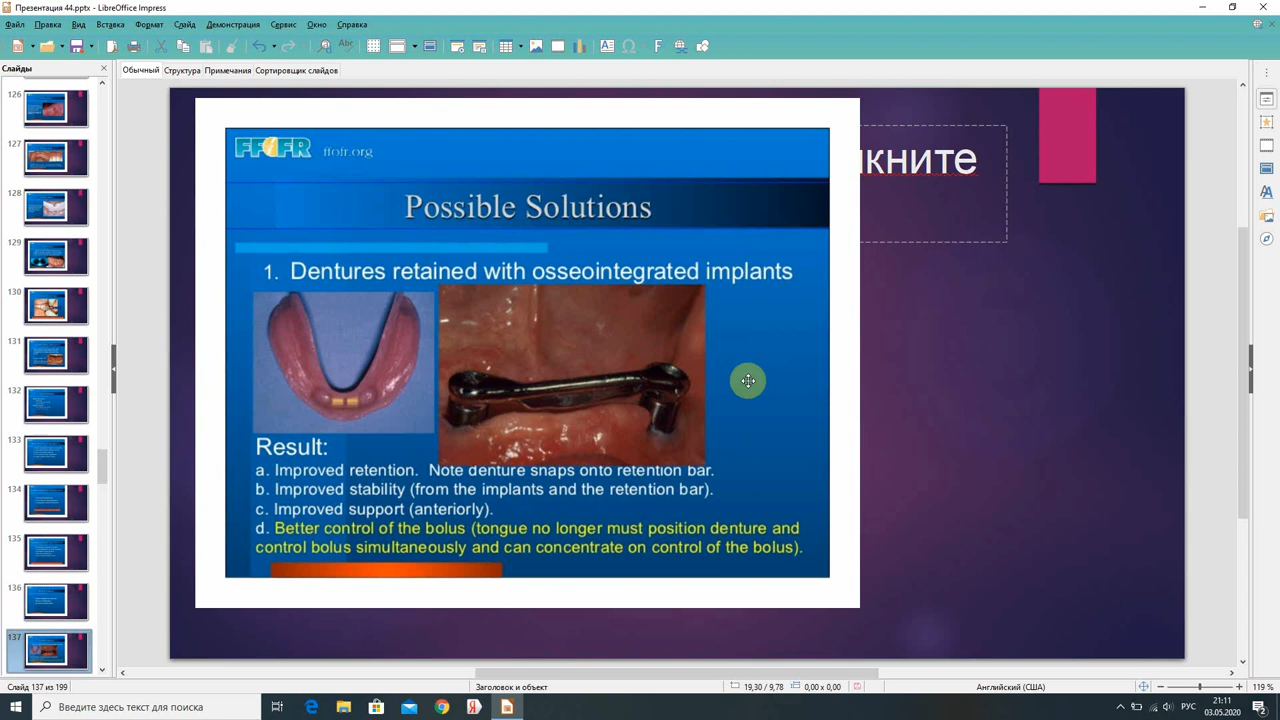 Презентация 44.pptx - LibreOffice Impress
Файл Правка Вид Вставка Формат Слайд Демонстрация Сервис Окно Справка
Слайды
Обычный Структура Примечания Сортировщик слайдов
126
127
128
129
130
131
132
133
134
135
136
137
FFOFR ffofr.org
кните
Possible Solutions
1. Dentures retained with osseointegrated implants
Result:
a. Improved retention. Note denture snaps onto retention bar.
b. Improved stability (from the implants and the retention bar).
c. Improved support (anteriorly).
d. Better control of the bolus (tongue no longer must position denture and
control bolus simultaneously and can concentrate on control of the bolus).
Слайд 137 из 199 Заголовок и объект 19,30 / 9,78 0,00 x 0,00 Английский (США) 119 %
Введите здесь текст для поиска
РУС
21:11
03.05.2020
2